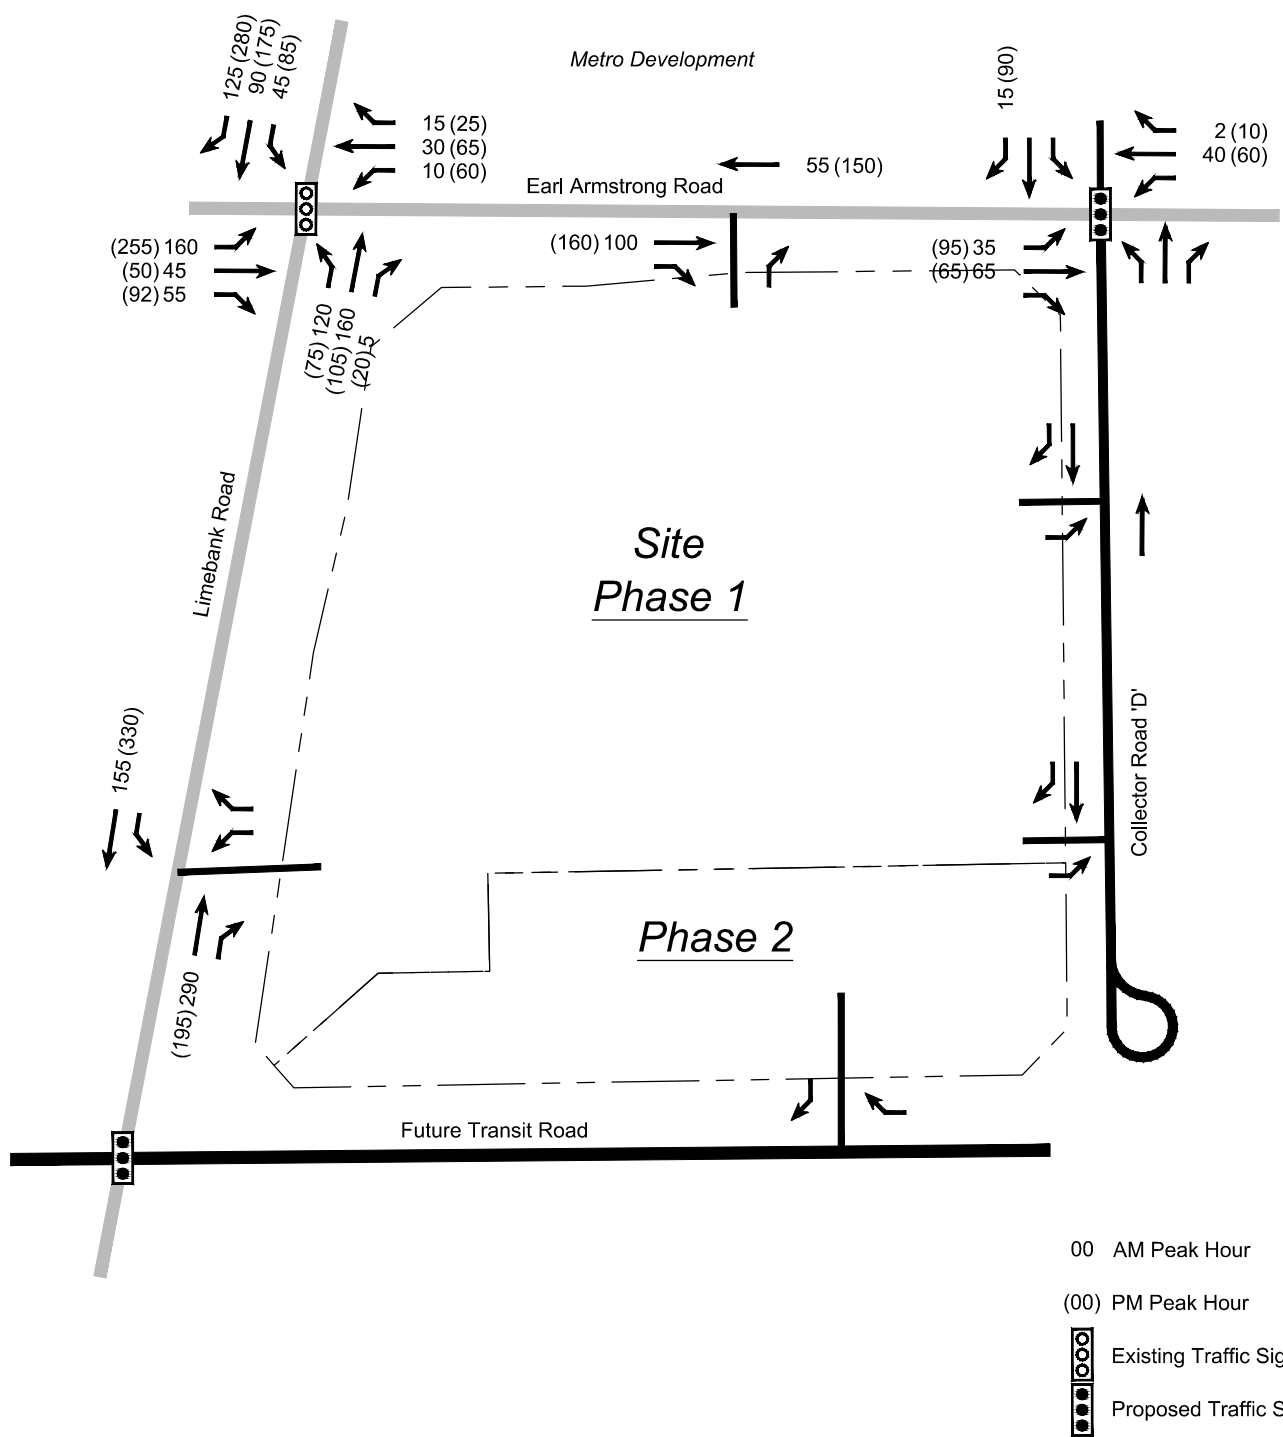 Metro Development
125 (280)
90 (175)
45 (85)
15 (90)
15 (25)
30 (65)
10 (60)
2 (10)
40 (60)
55 (150)
Earl Armstrong Road
(255) 160
(50) 45
(92) 55
(160) 100
(95) 35
(65) 65
(75) 120
(105) 160
(20) 5
Limebank Road
Site
Phase 1
155 (330)
Collector Road 'D'
Phase 2
(195) 290
Future Transit Road
00 AM Peak Hour
(00) PM Peak Hour
Existing Traffic Sig
Proposed Traffic S